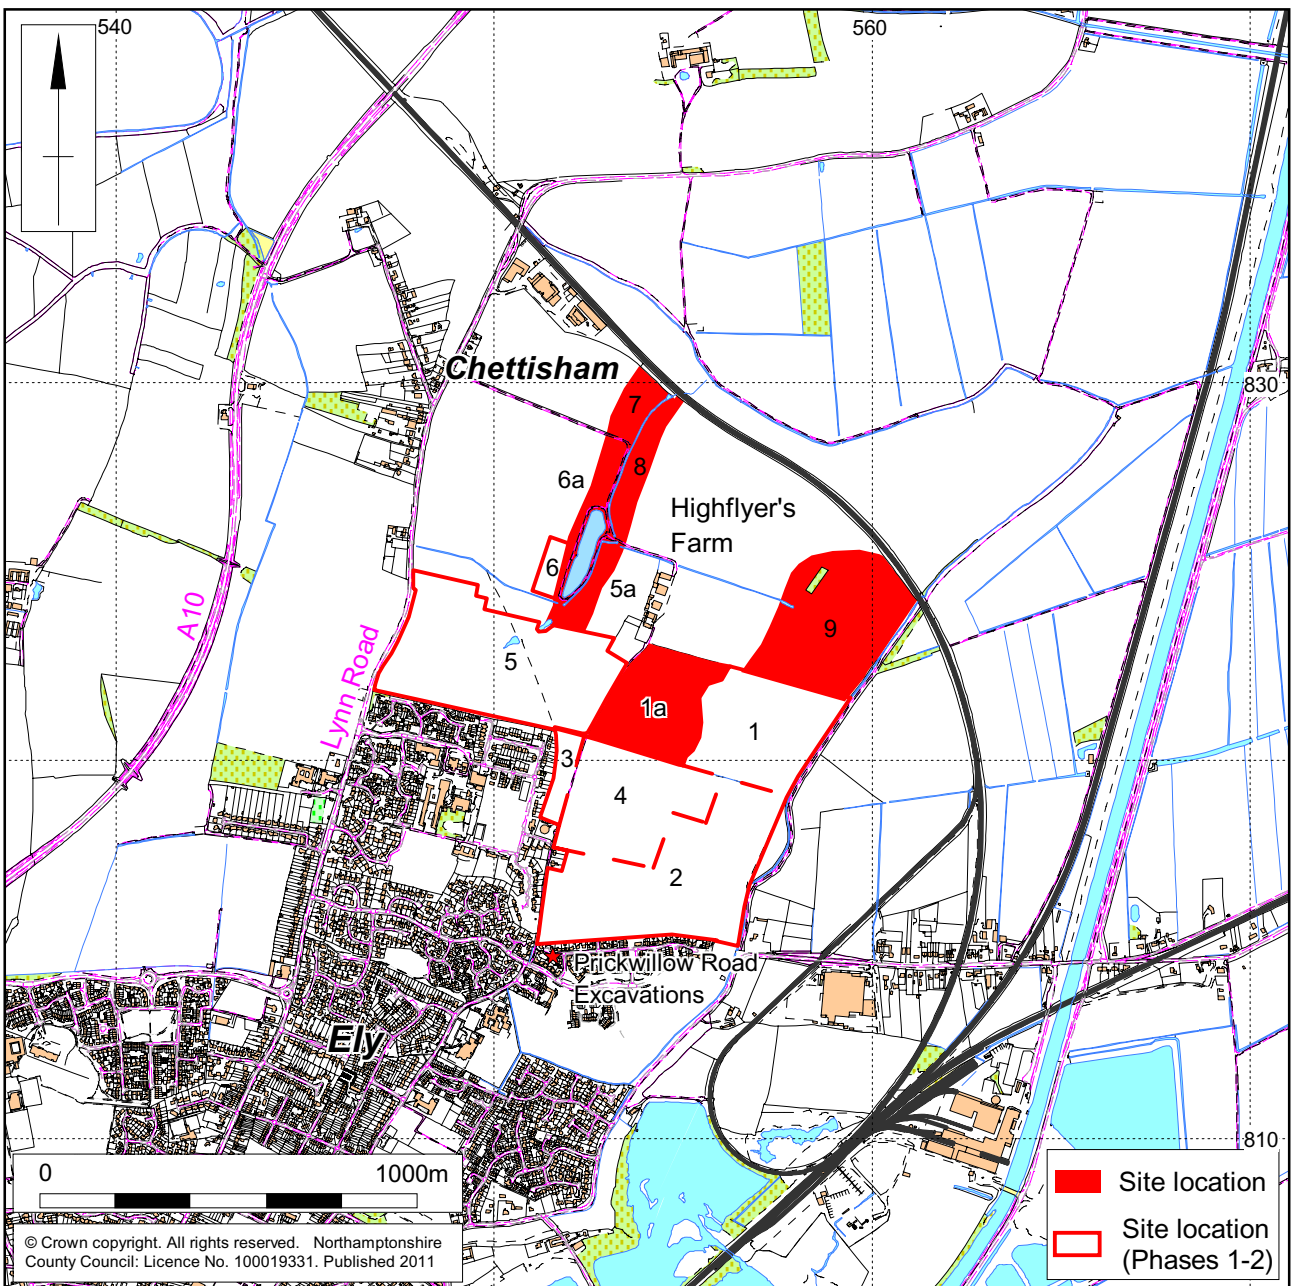 540
560
Chettisham
830
7
8
6a
Highflyer's
Farm
6
5a
A10
9
Lynn Road
5
1a
1
3
4
2
Prickwillow Road
Excavations
Ely
810
0 1000m
Site location
Site location
(Phases 1-2)
© Crown copyright. All rights reserved. Northamptonshire
County Council: Licence No. 100019331. Published 2011